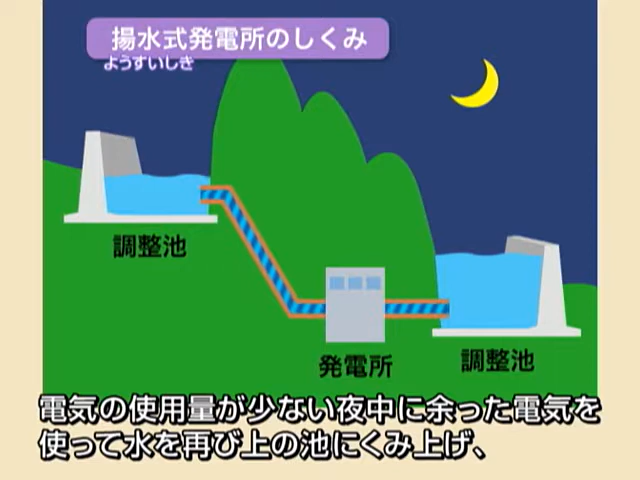 揚水式発電所のしくみ
ようすいしき
調整池
発電所
調整池
電気の使用量が少ない夜中に余った電気を
使って水を再び上の池にくみ上げ、